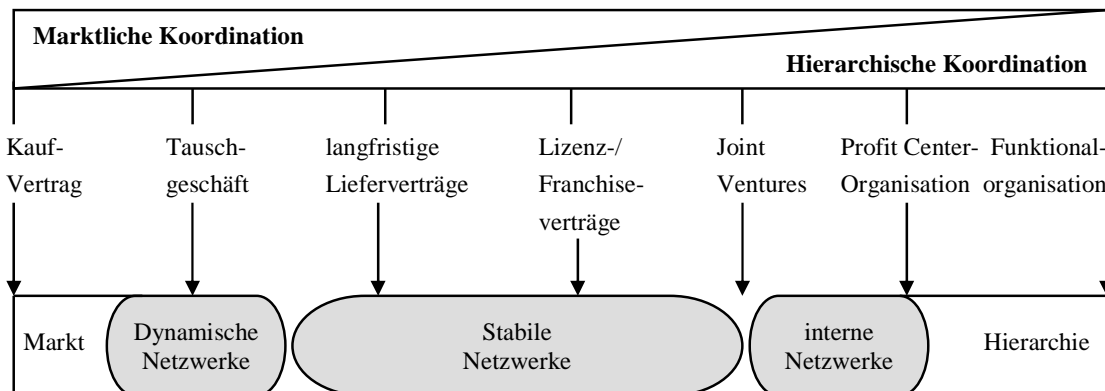 Marktliche Koordination
Hierarchische Koordination
Kauf-
Vertrag
Tausch-
geschäft
langfristige
Lieferverträge
Lizenz-/
Franchise-
verträge
Joint
Ventures
Profit Center-
Organisation
Funktional-
organisation
Markt
Dynamische
Netzwerke
Stabile
Netzwerke
interne
Netzwerke
Hierarchie